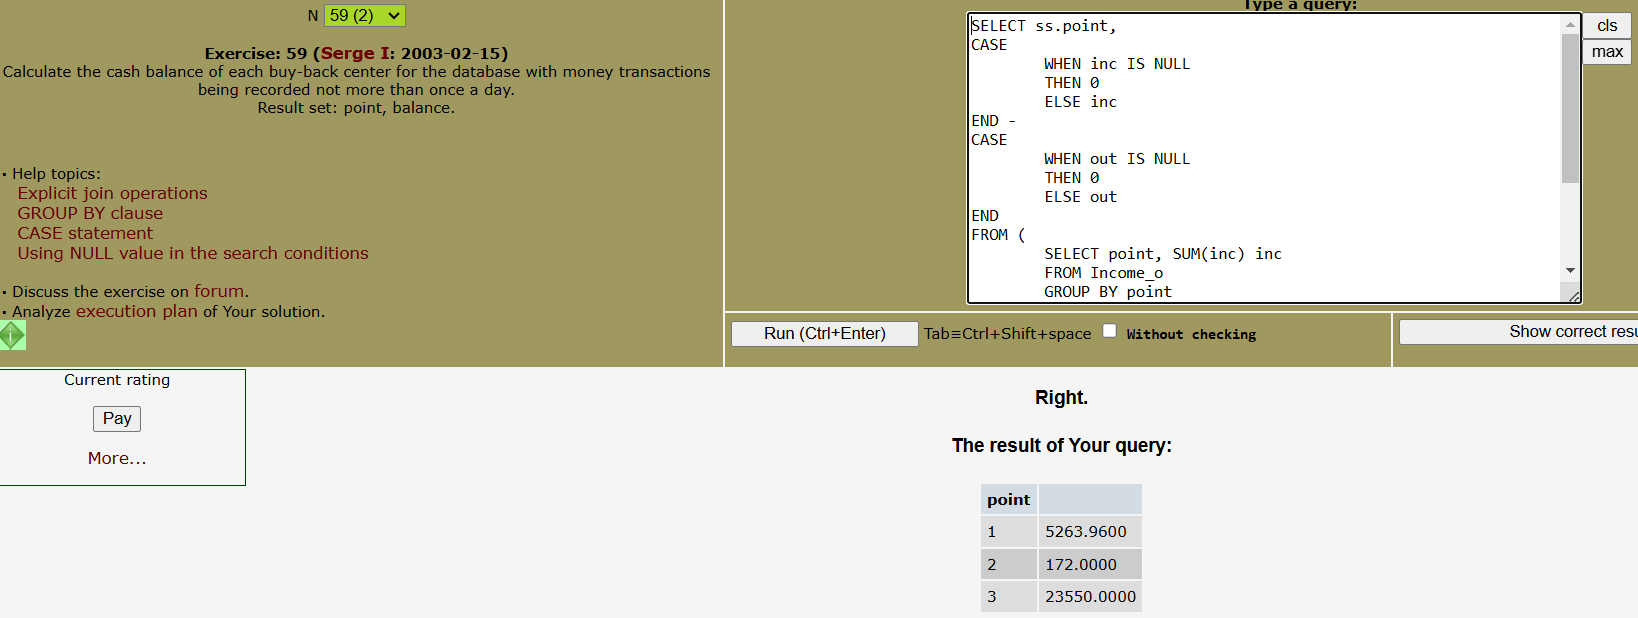 N 59 (2)
Exercise: 59 (Serge I: 2003-02-15)
Calculate the cash balance of each buy-back center for the database with money transactions
being recorded not more than once a day.
Result set: point, balance.
· Help topics:
Explicit join operations
GROUP BY clause
CASE statement
Using NULL value in the search conditions
· Discuss the exercise on forum.
· Analyze execution plan of Your solution.
Type a query:
SELECT ss.point,
CASE
WHEN inc IS NULL
THEN 0
ELSE inc
END -
CASE
WHEN out IS NULL
THEN 0
ELSE out
END
FROM (
SELECT point, SUM(inc) inc
FROM Income_o
GROUP BY point
cls
max
Run (Ctrl+Enter) Tab≡Ctrl+Shift+space Without checking
Show correct resu
Current rating
Pay
More...
Right.
The result of Your query:
point
1 5263.9600
2 172.0000
3 23550.0000